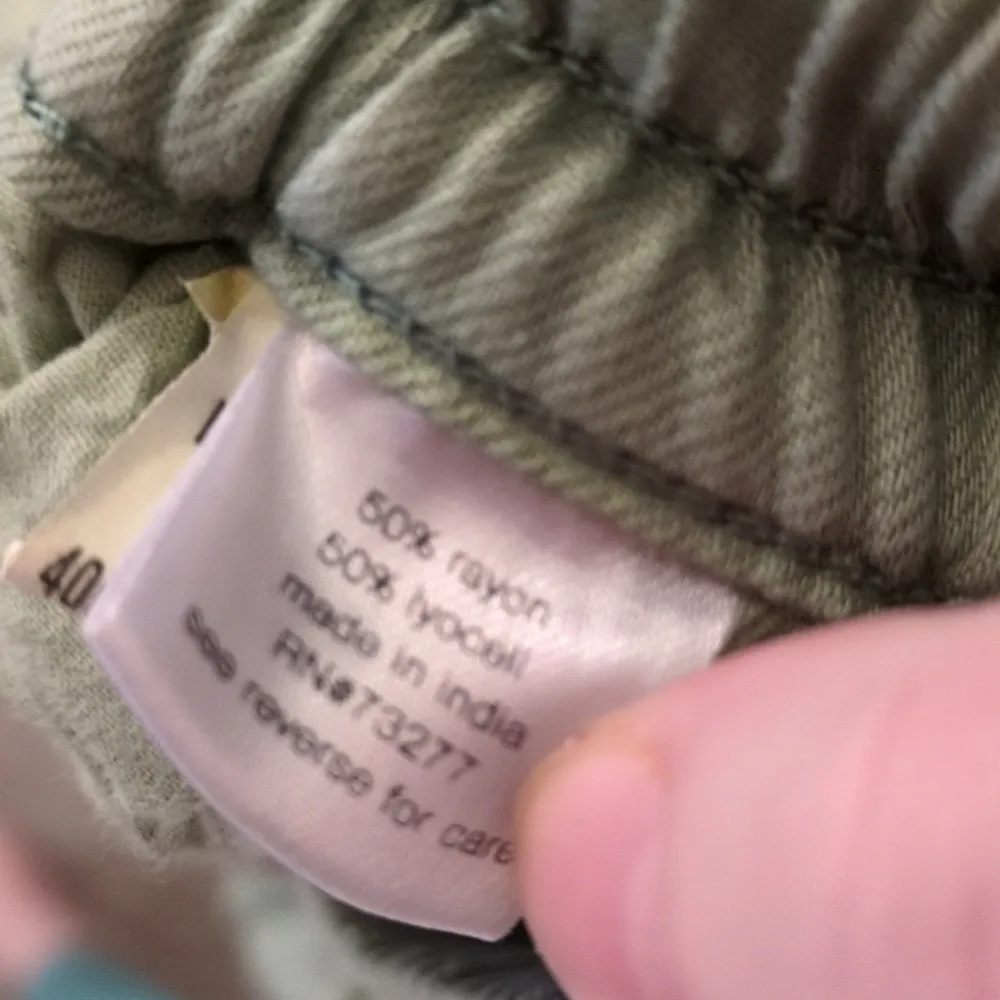 50% rayon
50% lyocell
made in india
RN#73277
see reverse for care
40